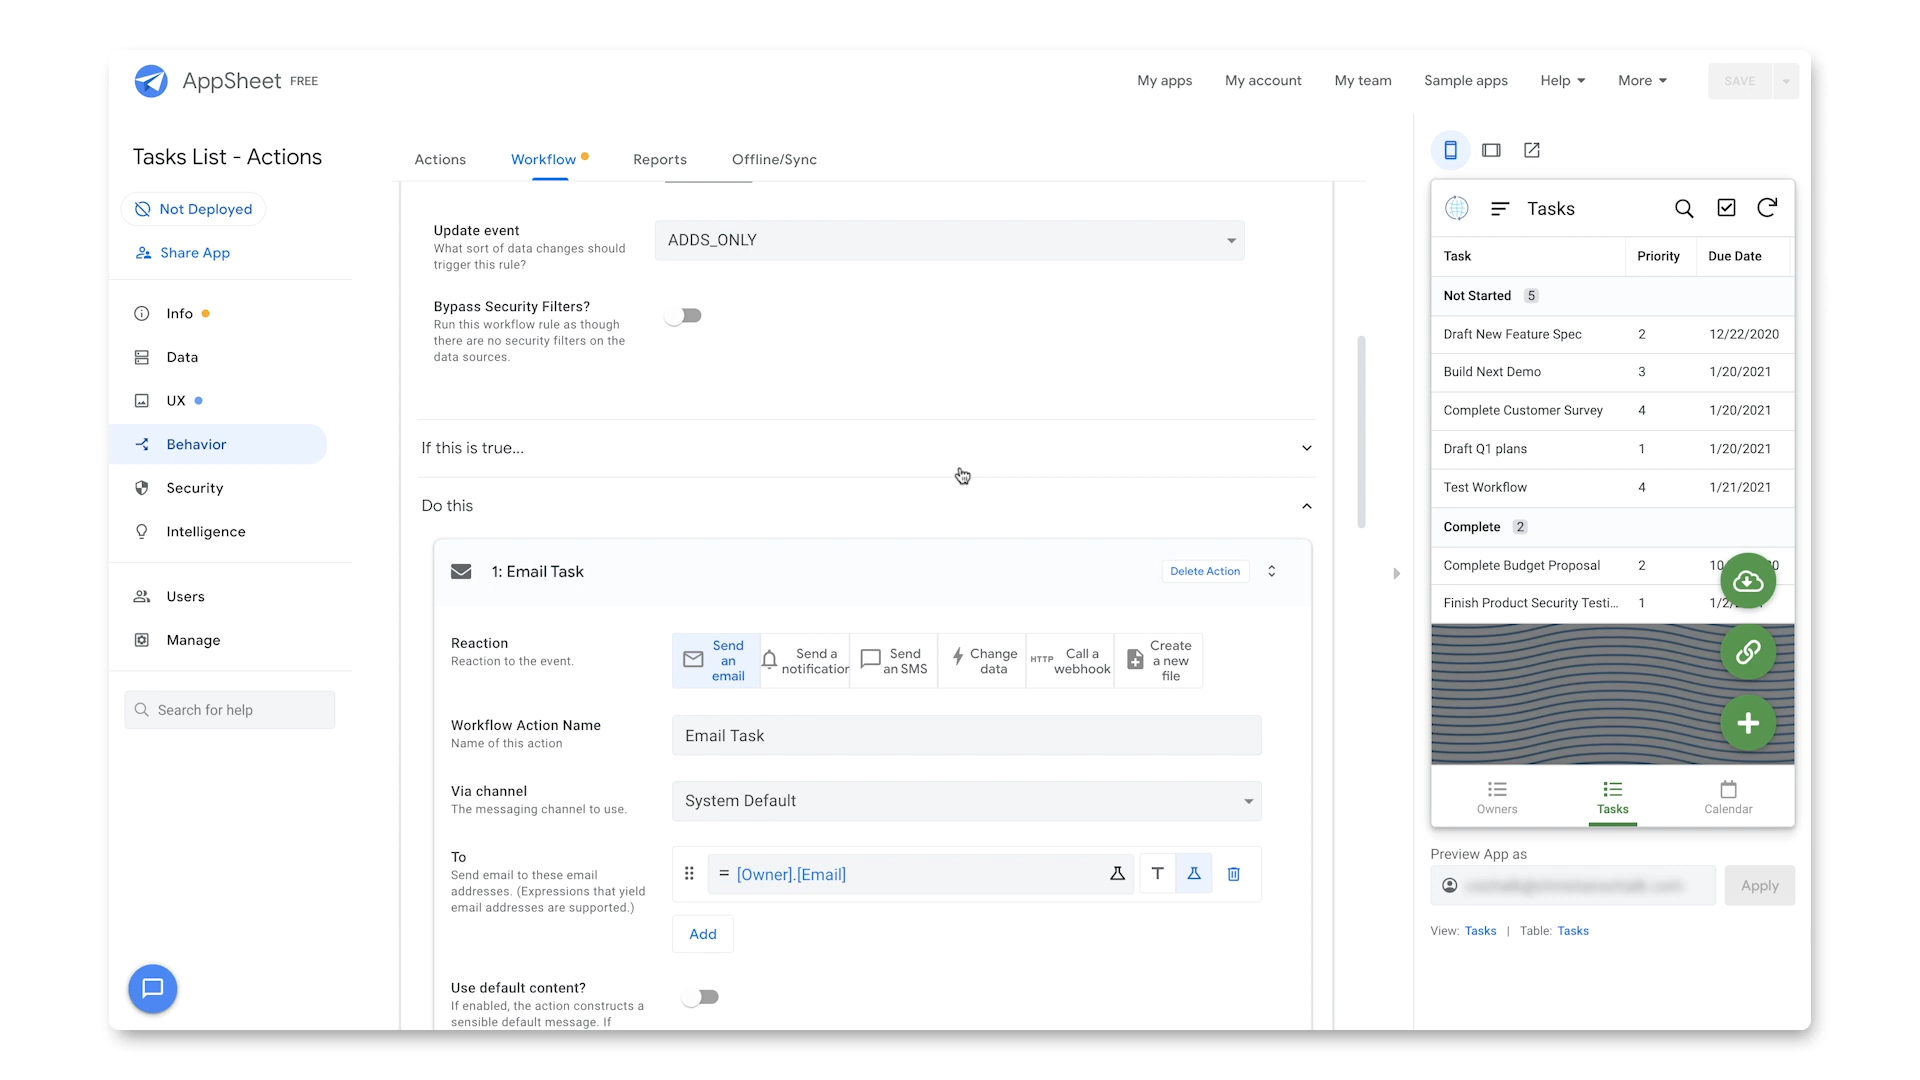 AppSheet FREE
My apps
My account
My team
Sample apps
Help
More
SAVE
Tasks List - Actions
Not Deployed
Share App
Info
Data
UX
Behavior
Security
Intelligence
Users
Manage
Search for help
Actions
Workflow
Reports
Offline/Sync
Update event
What sort of data changes should
trigger this rule?
ADDS_ONLY
Bypass Security Filters?
Run this workflow rule as though
there are no security filters on the
data sources.
If this is true...
Do this
1: Email Task
Delete Action
Reaction
Reaction to the event.
Send
an
email
Send a
notification
Send
an SMS
Change
data
HTTP
Call a
webhook
Create
a new
file
Workflow Action Name
Name of this action
Email Task
Via channel
The messaging channel to use.
System Default
To
Send email to these email
addresses. (Expressions that yield
email addresses are supported.)
= [Owner].[Email]
T
Add
Use default content?
If enabled, the action constructs a
sensible default message. If
Tasks
Task Priority Due Date
Not Started 5
Draft New Feature Spec 2 12/22/2020
Build Next Demo 3 1/20/2021
Complete Customer Survey 4 1/20/2021
Draft Q1 plans 1 1/20/2021
Test Workflow 4 1/21/2021
Complete 2
Complete Budget Proposal 2
Finish Product Security Testi... 1
Owners
Tasks
Calendar
Preview App as
Apply
View: Tasks | Table: Tasks